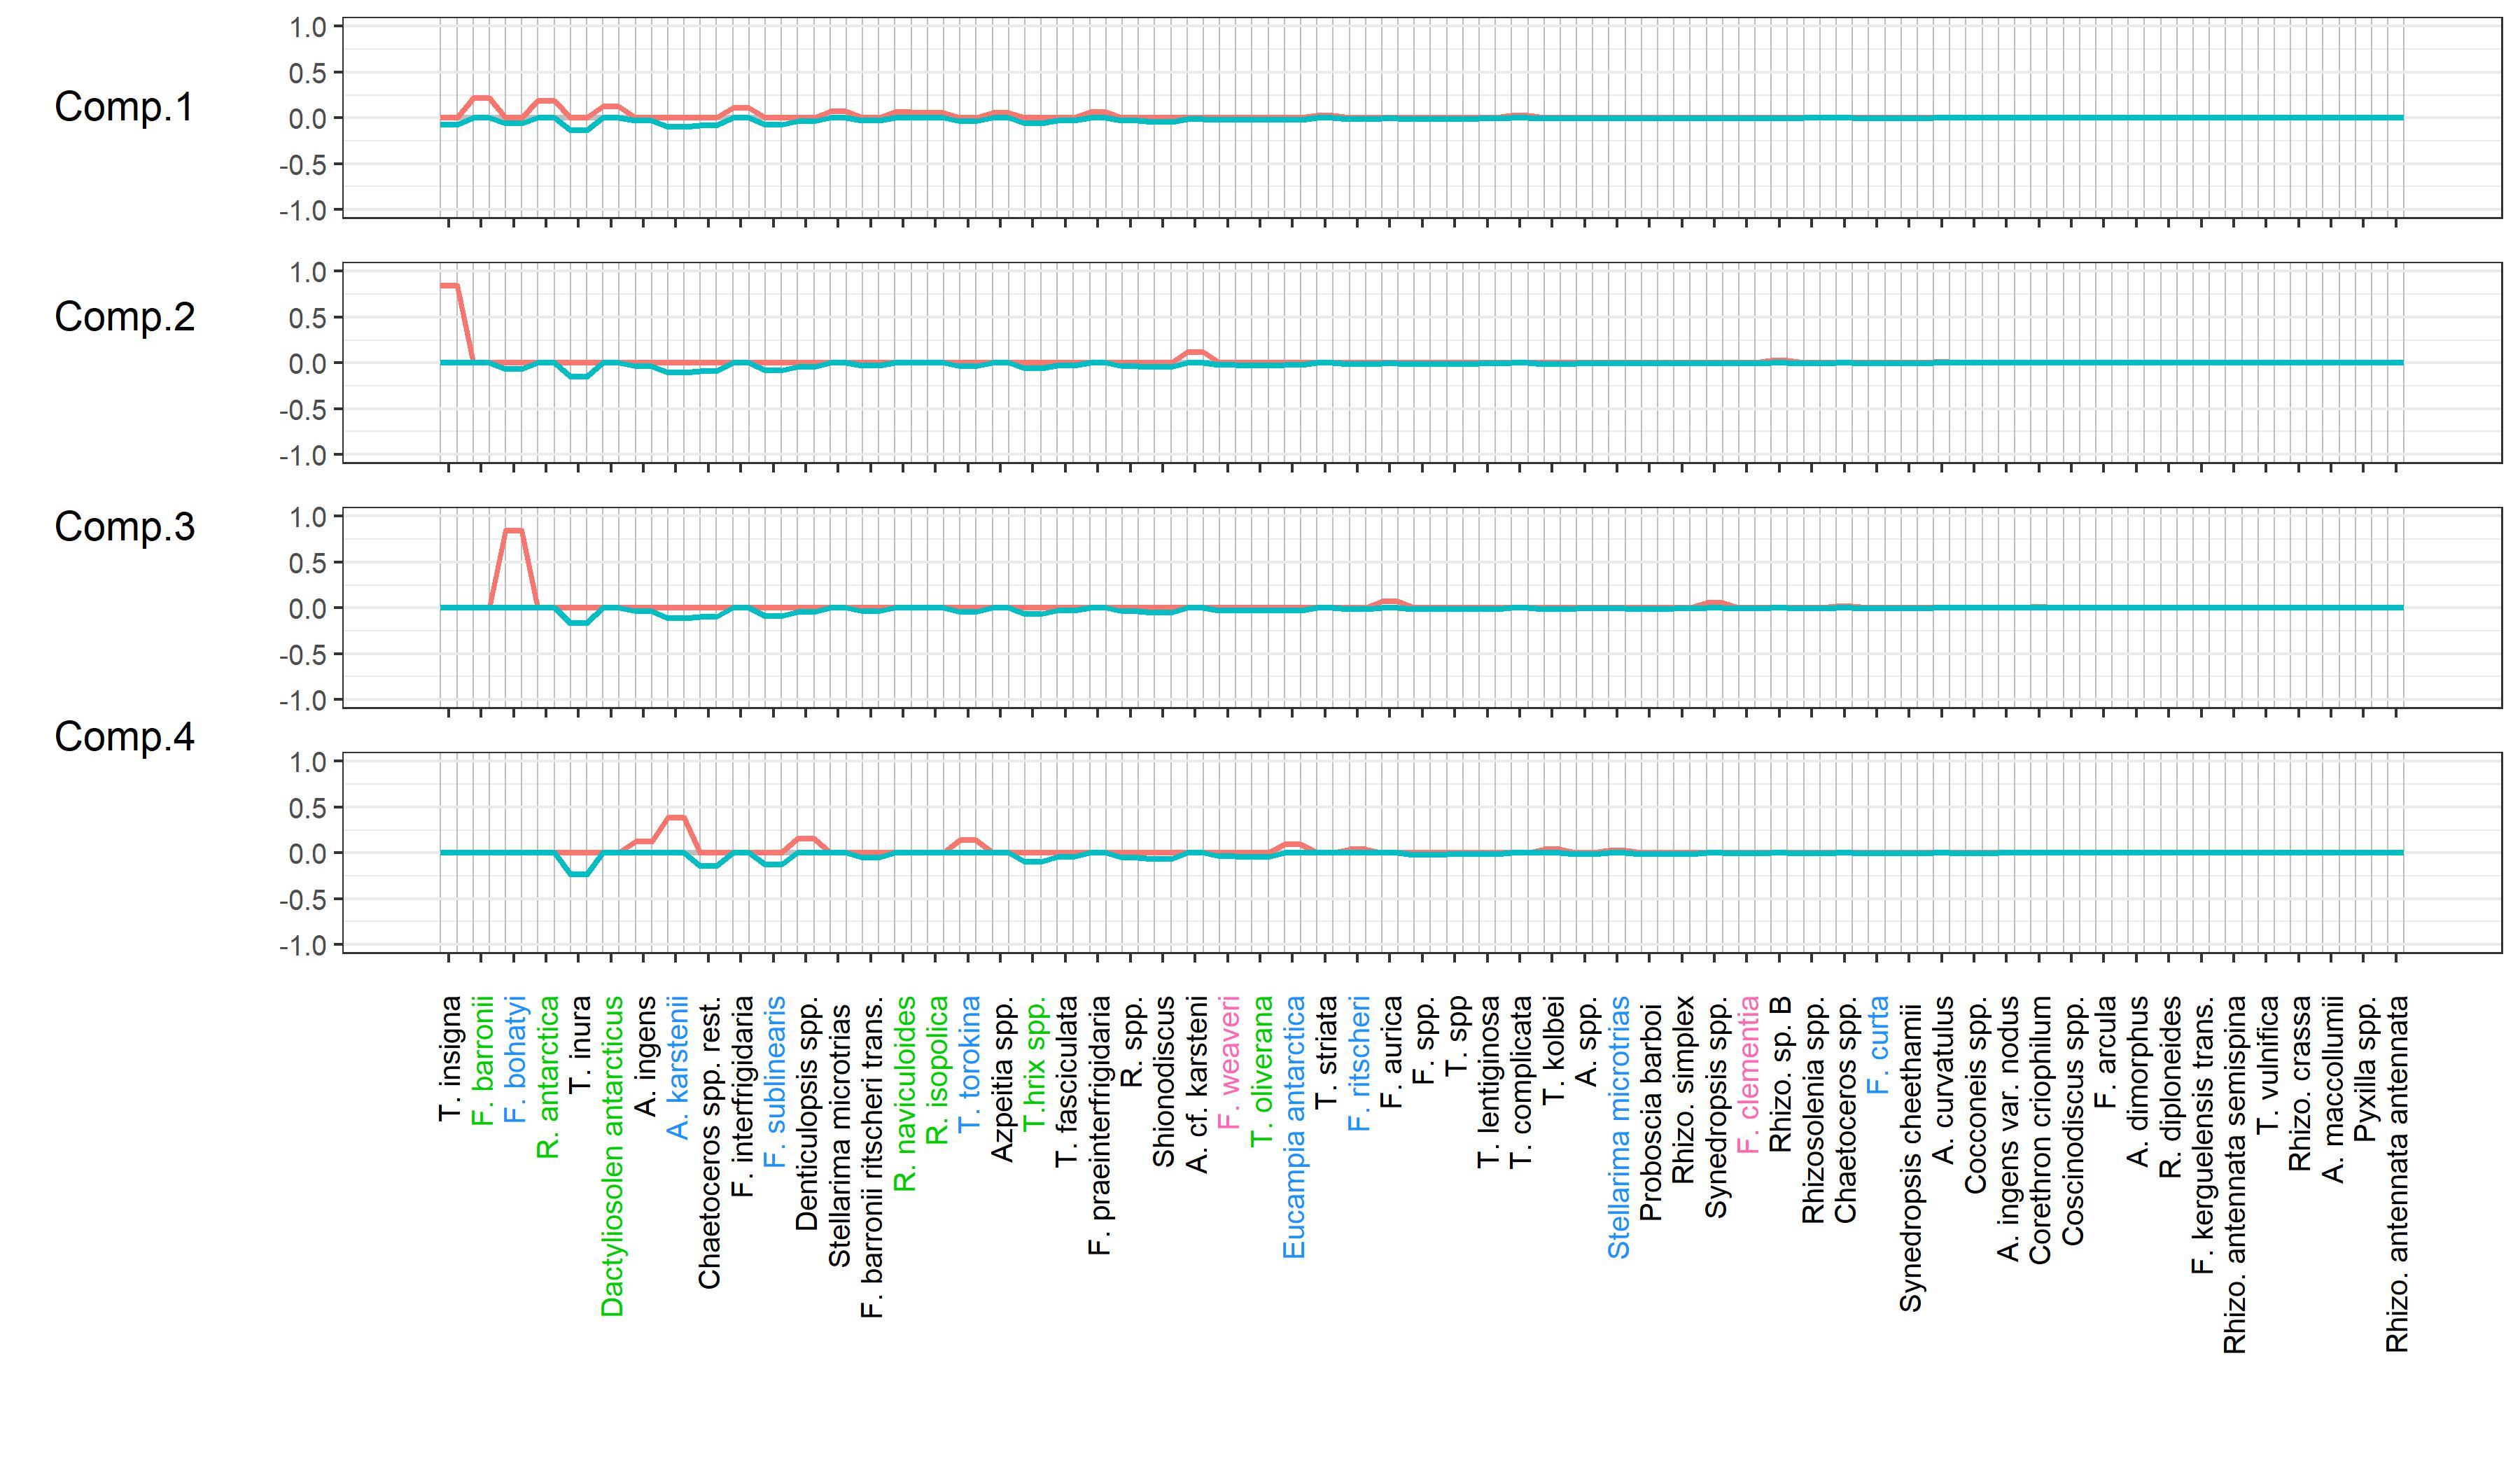 Comp.1
1.0
0.5
0.0
-0.5
-1.0
Comp.2
1.0
0.5
0.0
-0.5
-1.0
Comp.3
1.0
0.5
0.0
-0.5
-1.0
Comp.4
1.0
0.5
0.0
-0.5
-1.0
T. insigna
F. barronii
F. bohatyi
R. antarctica
T. inura
Dactyliosolen antarcticus
A. ingens
A. karstenii
Chaetoceros spp. rest.
F. interfrigidaria
F. sublinearis
Denticulopsis spp.
Stellarima microtrias
F. barronii ritscheri trans.
R. naviculoides
R. isopolica
T. torokina
Azpeitia spp.
T.hrix spp.
T. fasciculata
F. praeinterfrigidaria
R. spp.
Shionodiscus
A. cf. karsteni
F. weaveri
T. oliverana
Eucampia antarctica
T. striata
F. ritscheri
F. aurica
F. spp.
T. spp
T. lentiginosa
T. complicata
T. kolbei
A. spp.
Stellarima microtrias
Proboscia barboi
Rhizo. simplex
Synedropsis spp.
F. clementia
Rhizo. sp. B
Rhizosolenia spp.
Chaetoceros spp.
F. curta
Synedropsis cheethamii
A. curvatulus
Cocconeis spp.
A. ingens var. nodus
Corethron criophilum
Coscinodiscus spp.
F. arcula
A. dimorphus
R. diploneides
F. kerguelensis trans.
Rhizo. antennata semispina
T. vulnifica
Rhizo. crassa
A. maccollumii
Pyxilla spp.
Rhizo. antennata